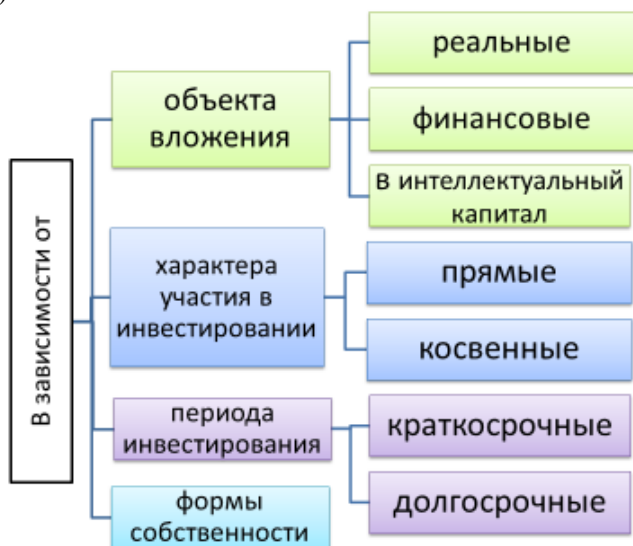 )
В зависимости от
объекта
вложения
реальные
финансовые
в интеллектуальный
капитал
характера
участия в
инвестировании
прямые
косвенные
периода
инвестирования
краткосрочные
долгосрочные
формы
собственности